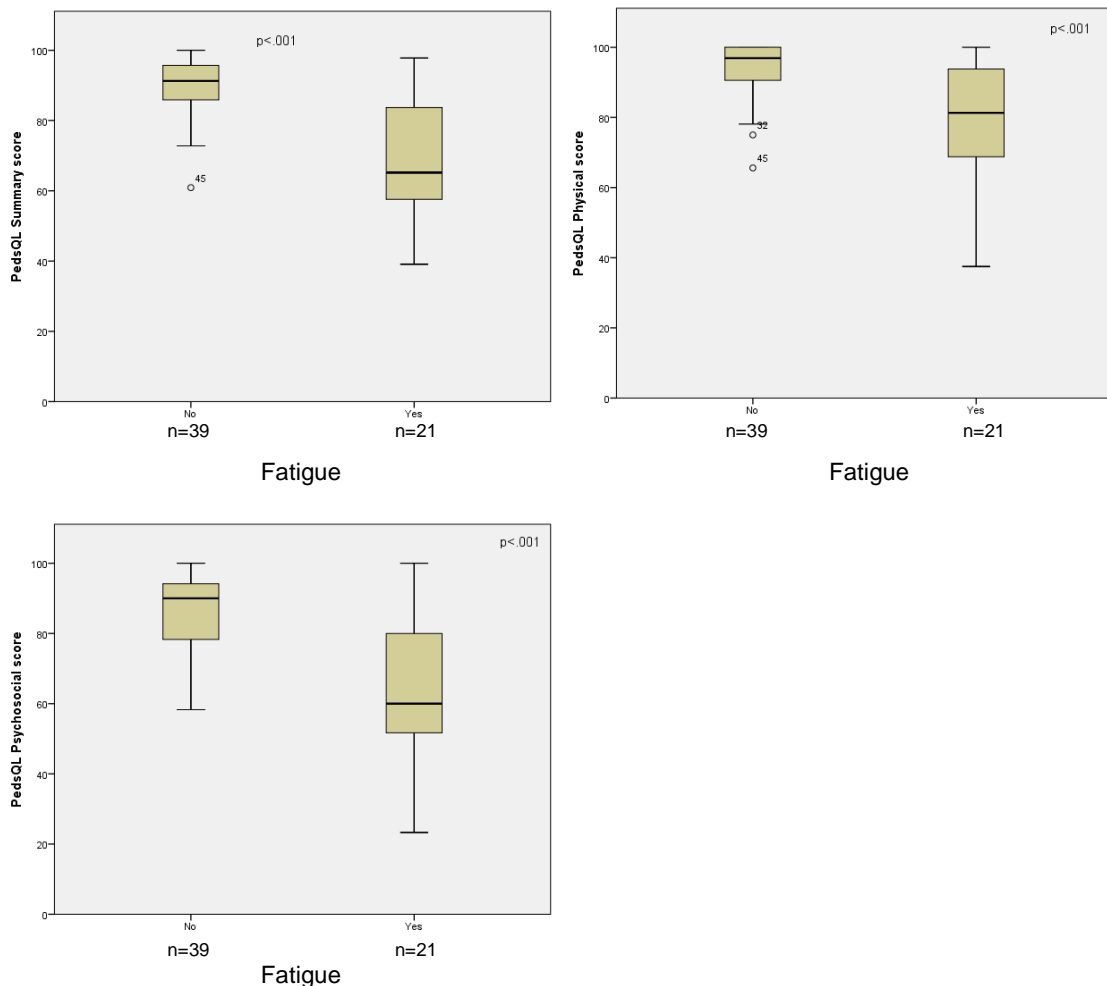 p<.001
PedsQL Summary score
100
80
60
40
20
0
45
No
Yes
n=39
n=21
Fatigue
p<.001
PedsQL Physical score
100
80
60
40
20
0
32
45
No
Yes
n=39
n=21
Fatigue
p<.001
PedsQL Psychosocial score
100
80
60
40
20
0
No
Yes
n=39
n=21
Fatigue